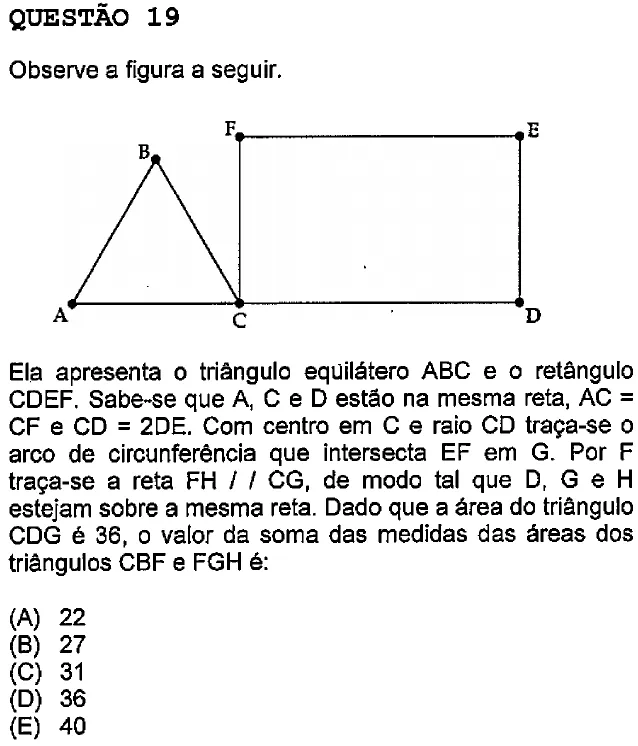 QUESTÃO 19
Observe a figura a seguir.
F E
B
A C D
Ela apresenta o triângulo equilátero ABC e o retângulo
CDEF. Sabe-se que A, C e D estão na mesma reta, AC =
CF e CD = 2DE. Com centro em C e raio CD traça-se o
arco de circunferência que intersecta EF em G. Por F
traça-se a reta FH / / CG, de modo tal que D, G e H
estejam sobre a mesma reta. Dado que a área do triângulo
CDG é 36, o valor da soma das medidas das áreas dos
triângulos CBF e FGH é:
(A) 22
(B) 27
(C) 31
(D) 36
(E) 40